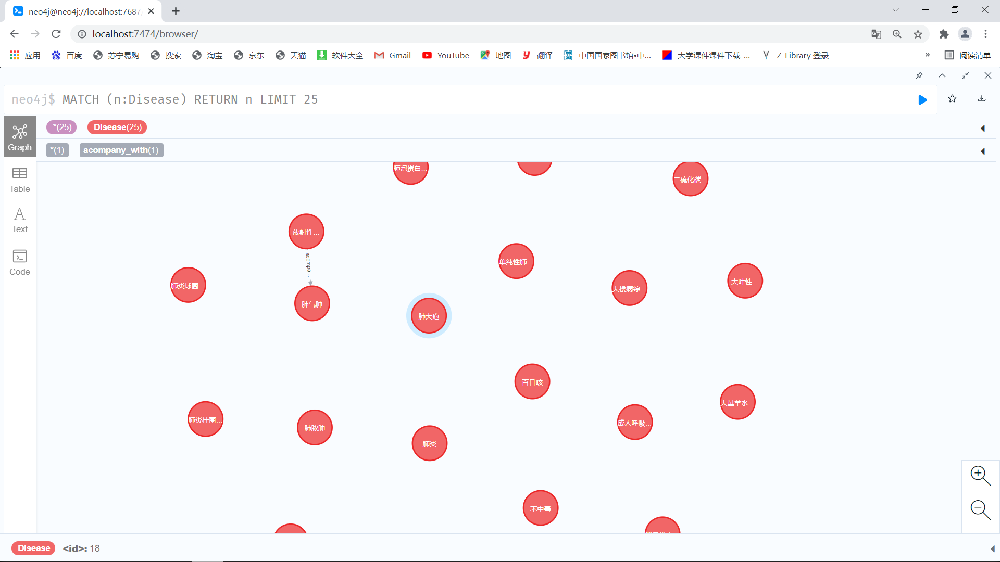 neo4j@neo4j://localhost:7687/
localhost:7474/browser/
应用 百度 苏宁易购 搜索 淘宝 京东 天猫 软件大全 Gmail YouTube 地图 翻译 中国国家图书馆•中... 大学课件课件下载_... Z-Library 登录 » 阅读清单
neo4j$ MATCH (n:Disease) RETURN n LIMIT 25
*(25) Disease(25)
Graph
*(1) acompany_with(1)
肺泡蛋白...
二硫化碳...
Table
Text
放射性...
acompa...
单纯性肺...
Code
肺炎球菌...
大楼病综...
大叶性...
肺气肿
肺大疱
百日咳
大量羊水...
肺炎杆菌...
肺脓肿
成人呼吸...
肺炎
苯中毒
Disease <id>: 18